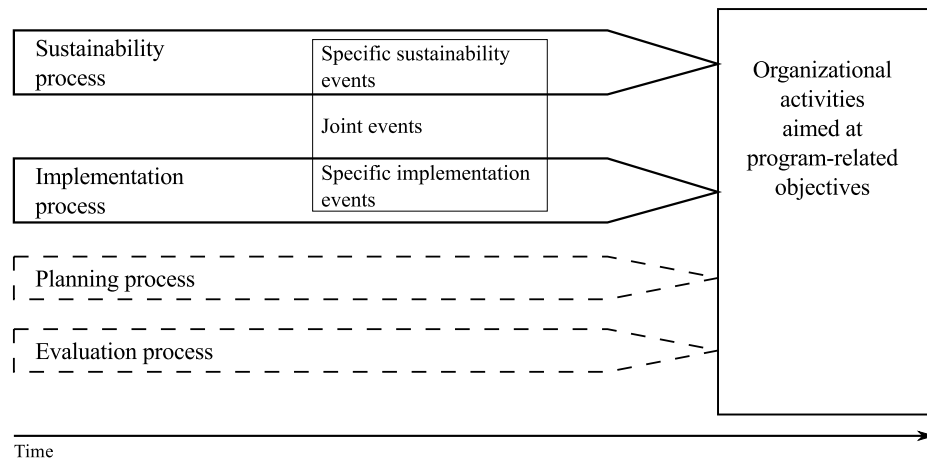 Sustainability
process
Specific sustainability
events
Joint events
Implementation
process
Specific implementation
events
Planning process
Evaluation process
Organizational
activities
aimed at
program-related
objectives
Time